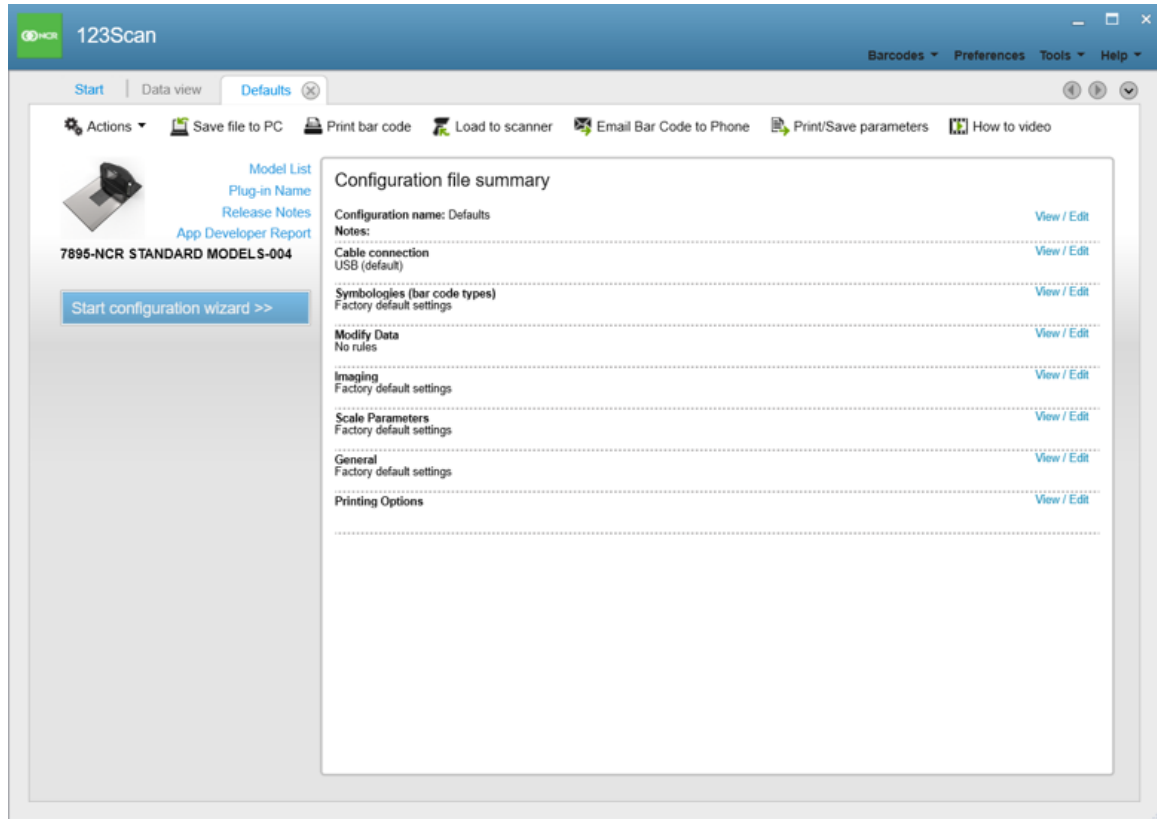 NCR 123Scan
Barcodes Preferences Tools Help
Start Data view Defaults
Actions Save file to PC Print bar code Load to scanner Email Bar Code to Phone Print/Save parameters How to video
Model List
Plug-in Name
Release Notes
App Developer Report
7895-NCR STANDARD MODELS-004
Start configuration wizard >>
Configuration file summary
Configuration name: Defaults View / Edit
Notes:
Cable connection View / Edit
USB (default)
Symbologies (bar code types) View / Edit
Factory default settings
Modify Data View / Edit
No rules
Imaging View / Edit
Factory default settings
Scale Parameters View / Edit
Factory default settings
General View / Edit
Factory default settings
Printing Options View / Edit